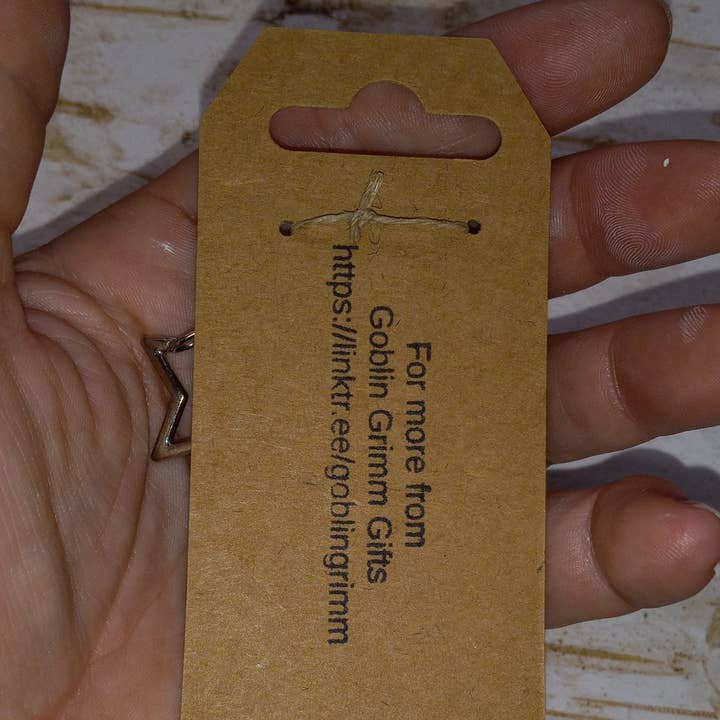 For more from
Goblin Grimm Gifts
https://linktr.ee/goblingrimm